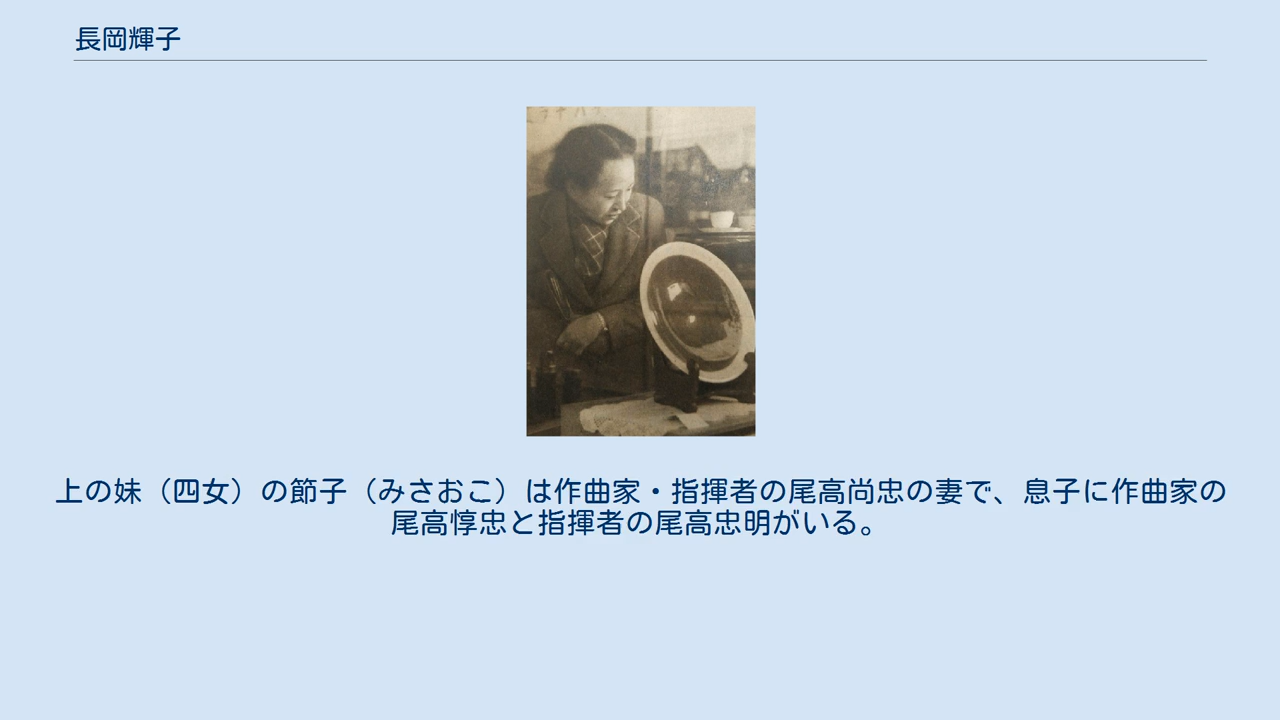 長岡輝子
上の妹（四女）の節子（みさおこ）は作曲家・指揮者の尾高尚忠の妻で、息子に作曲家の
尾高惇忠と指揮者の尾高忠明がいる。